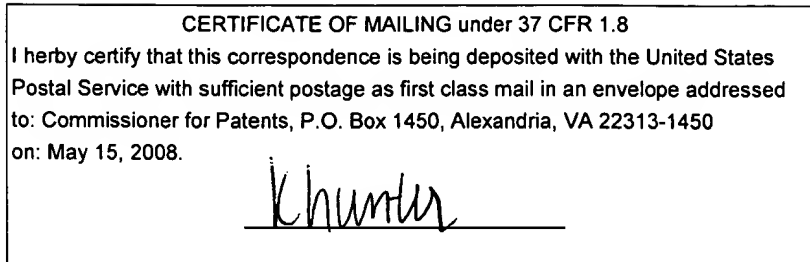 CERTIFICATE OF MAILING under 37 CFR 1.8
I herby certify that this correspondence is being deposited with the United States
Postal Service with sufficient postage as first class mail in an envelope addressed
to: Commissioner for Patents, P.O. Box 1450, Alexandria, VA 22313-1450
on: May 15, 2008.